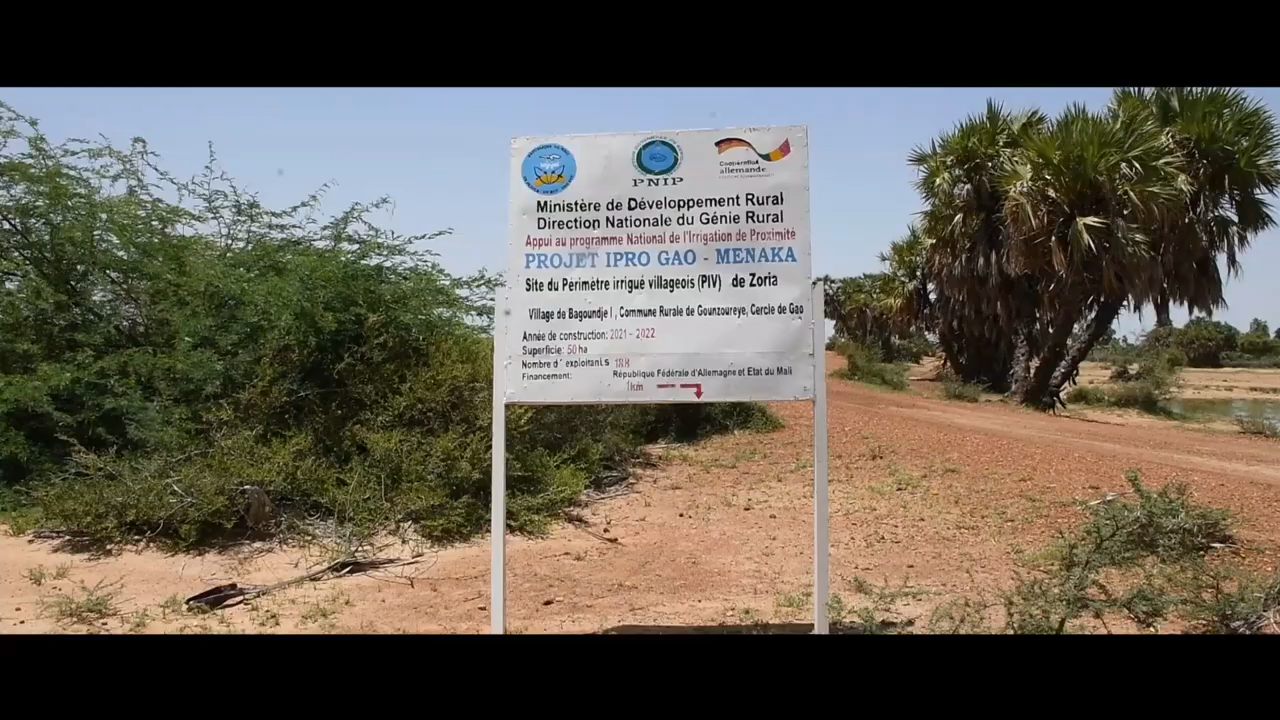 PNIP
Coopération
allemande
Ministère de Développement Rural
Direction Nationale du Génie Rural
Appui au programme National de l'Irrigation de Proximité
PROJET IPRO GAO - MENAKA
Site du Périmètre irrigué villageois (PIV) de Zoria
Village de Bagoundje I, Commune Rurale de Gounzoureye, Cercle de Gao
Année de construction: 2021 - 2022
Superficie: 50 ha
Nombre d' exploitants 188
Financement: République Fédérale d'Allemagne et Etat du Mali
1km